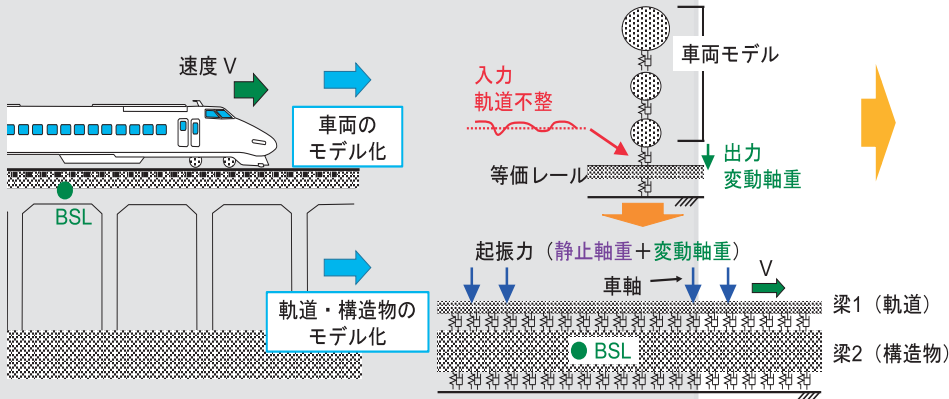 速度 V
車両の
モデル化
BSL
入力
軌道不整
車両モデル
等価レール
出力
変動軸重
起振力（静止軸重＋変動軸重）
車軸
V
軌道・構造物の
モデル化
梁1（軌道）
BSL
梁2（構造物）